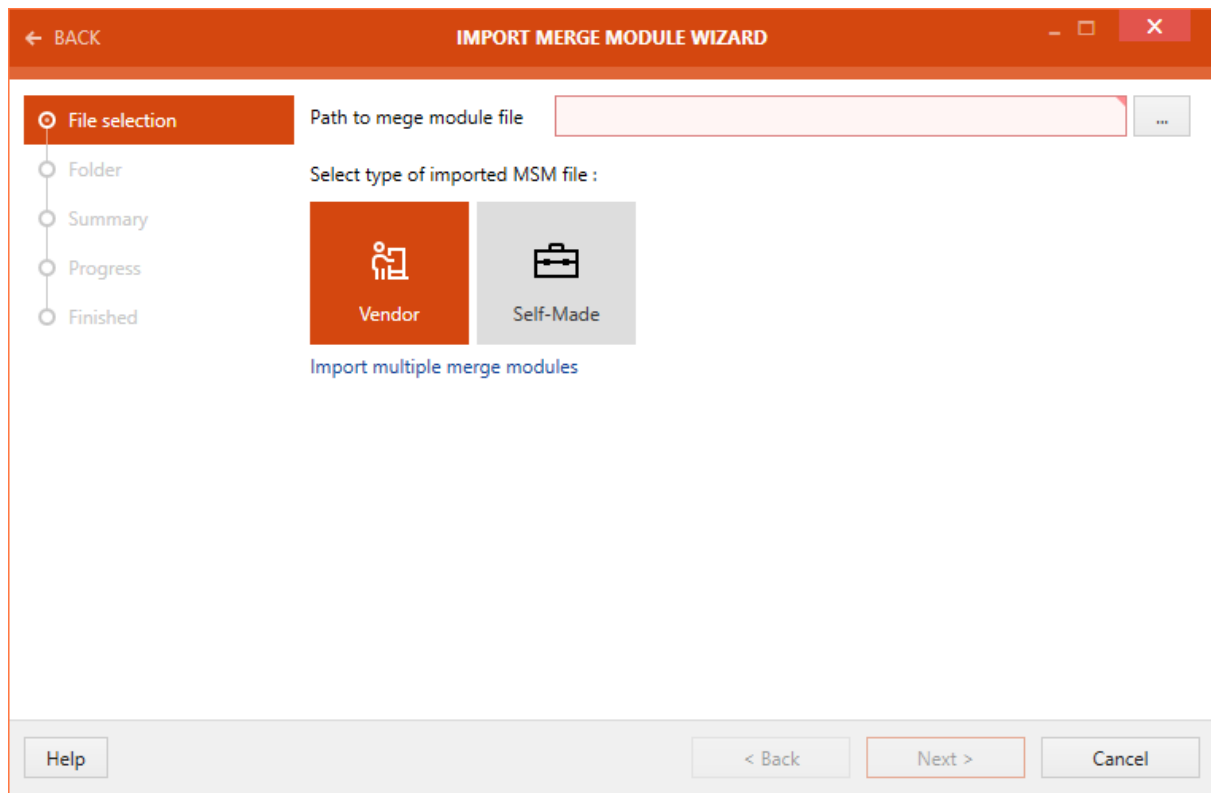 ← BACK
IMPORT MERGE MODULE WIZARD
File selection
Path to mege module file
...
Folder
Select type of imported MSM file :
Summary
Progress
Finished
Vendor
Self-Made
Import multiple merge modules
Help
< Back
Next >
Cancel